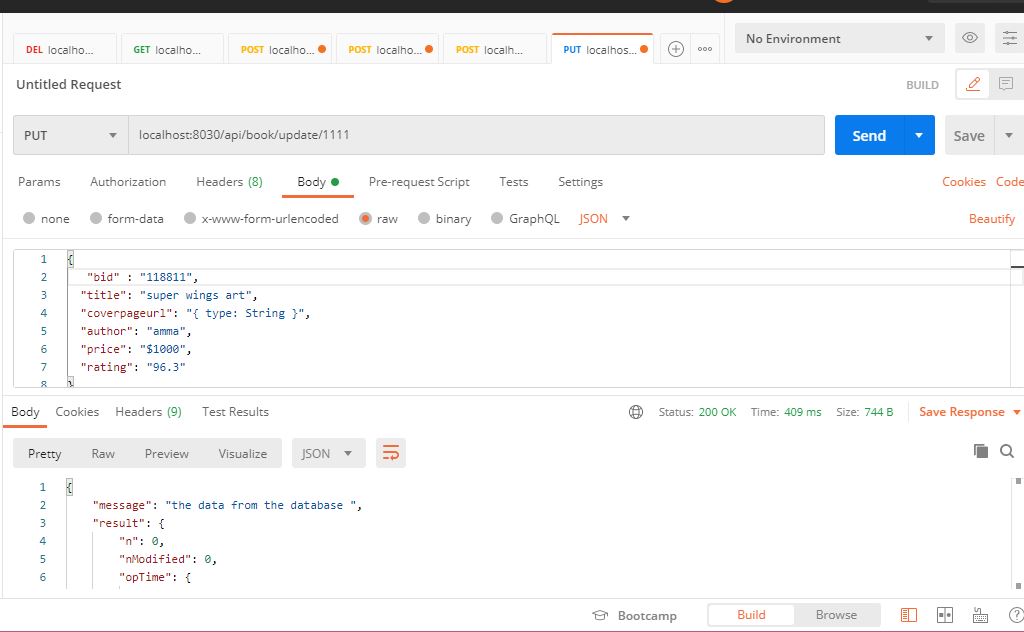 DEL localho... GET localho... POST localho... POST localho... POST localh... PUT localhos... No Environment
Untitled Request BUILD
PUT localhost:8030/api/book/update/1111 Send Save
Params Authorization Headers (8) Body Pre-request Script Tests Settings Cookies Code
none form-data x-www-form-urlencoded raw binary GraphQL JSON Beautify
1 {
2 "bid" : "118811",
3 "title": "super wings art",
4 "coverpageurl": "{ type: String }",
5 "author": "amma",
6 "price": "$1000",
7 "rating": "96.3"
8 }
Body Cookies Headers (9) Test Results Status: 200 OK Time: 409 ms Size: 744 B Save Response
Pretty Raw Preview Visualize JSON
1 {
2 "message": "the data from the database ",
3 "result": {
4 "n": 0,
5 "nModified": 0,
6 "opTime": {
Bootcamp Build Browse